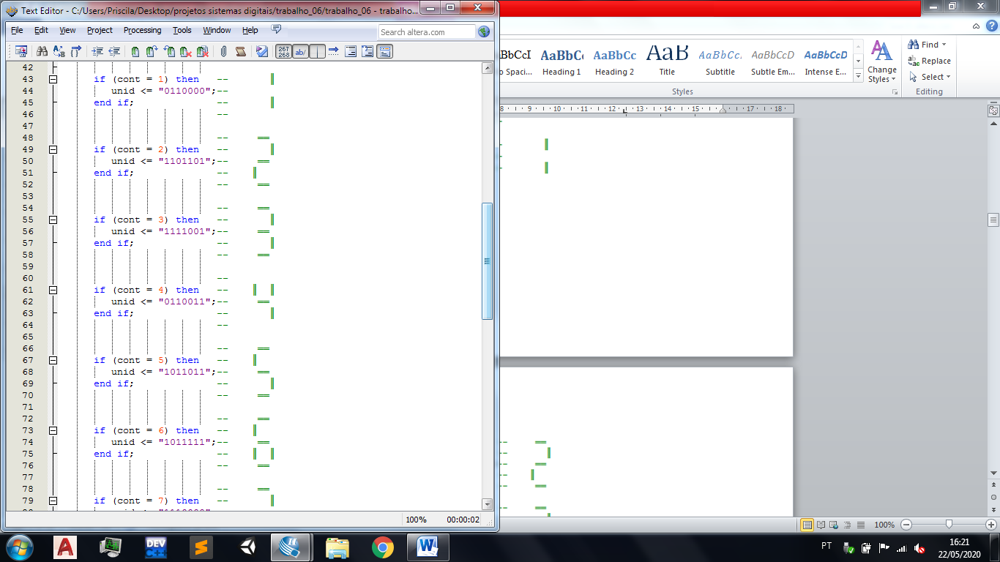 Text Editor - C:/Users/Priscila/Desktop/projetos sistemas digitais/trabalho_06/trabalho_06 - trabalho...
File Edit View Project Processing Tools Window Help
Search altera.com
267
268
ab/
42
43 if (cont = 1) then --
44 unid <= "0110000";--
45 end if; --
46 --
47
48 -- ==
49 if (cont = 2) then --
50 unid <= "1101101";-- ==
51 end if; --
52 -- ==
53
54 -- ==
55 if (cont = 3) then --
56 unid <= "1111001";-- ==
57 end if; --
58 -- ==
59
60 --
61 if (cont = 4) then --
62 unid <= "0110011";-- ==
63 end if; --
64 --
65
66 -- ==
67 if (cont = 5) then --
68 unid <= "1011011";-- ==
69 end if; --
70 -- ==
71
72 -- ==
73 if (cont = 6) then --
74 unid <= "1011111";-- ==
75 end if; --
76 -- ==
77
78 -- ==
79 if (cont = 7) then --
100% 00:00:02
AaBbCcI AaBbCc AaBbCc AaB AaBbCc. AaBbCcD AaBbCcD
o Spaci... Heading 1 Heading 2 Title Subtitle Subtle Em... Intense E...
Change
Styles
Styles
Find
Replace
Select
Editing
8 9 10 11 12 13 14 15 17 18
100%
DEV
C++
PT
16:21
22/05/2020